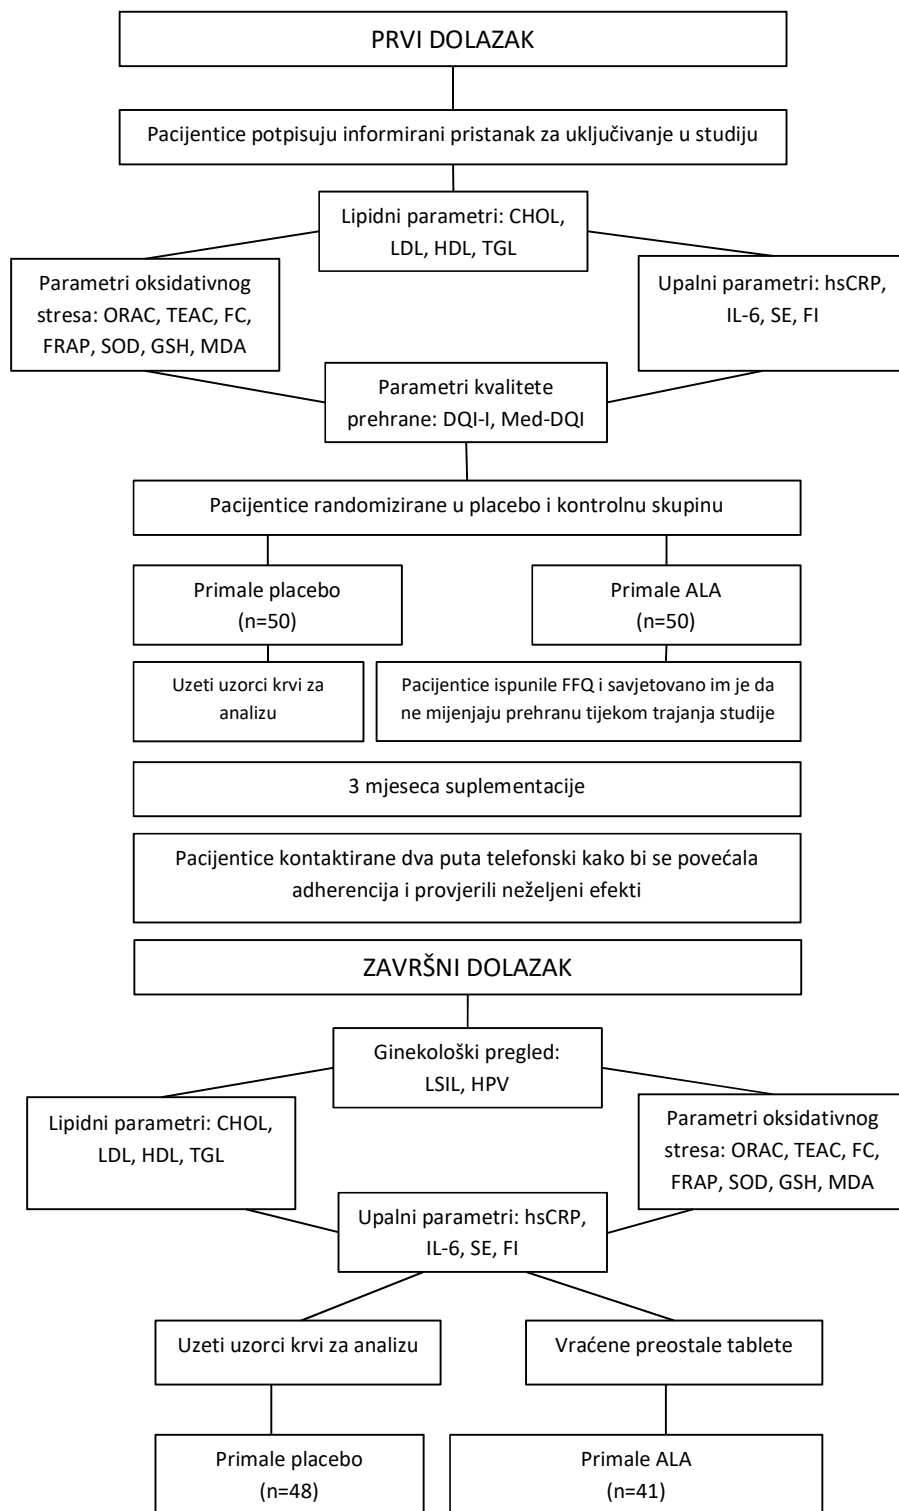 PRVI DOLAZAK
Pacijentice potpisuju informirani pristanak za uključivanje u studiju
Lipidni parametri: CHOL,
LDL, HDL, TGL
Parametri oksidativnog
stresa: ORAC, TEAC, FC,
FRAP, SOD, GSH, MDA
Upalni parametri: hsCRP,
IL-6, SE, FI
Parametri kvalitete
prehrane: DQI-I, Med-DQI
Pacijentice randomizirane u placebo i kontrolnu skupinu
Primale placebo
(n=50)
Primale ALA
(n=50)
Uzeti uzorci krvi za
analizu
Pacijentice ispunile FFQ i savjetovano im je da
ne mijenjaju prehranu tijekom trajanja studije
3 mjeseca suplementacije
Pacijentice kontaktirane dva puta telefonski kako bi se povećala
adherencija i provjerili neželjeni efekti
ZAVRŠNI DOLAZAK
Ginekološki pregled:
LSIL, HPV
Lipidni parametri: CHOL,
LDL, HDL, TGL
Parametri oksidativnog
stresa: ORAC, TEAC, FC,
FRAP, SOD, GSH, MDA
Upalni parametri: hsCRP,
IL-6, SE, FI
Uzeti uzorci krvi za analizu
Vraćene preostale tablete
Primale placebo
(n=48)
Primale ALA
(n=41)